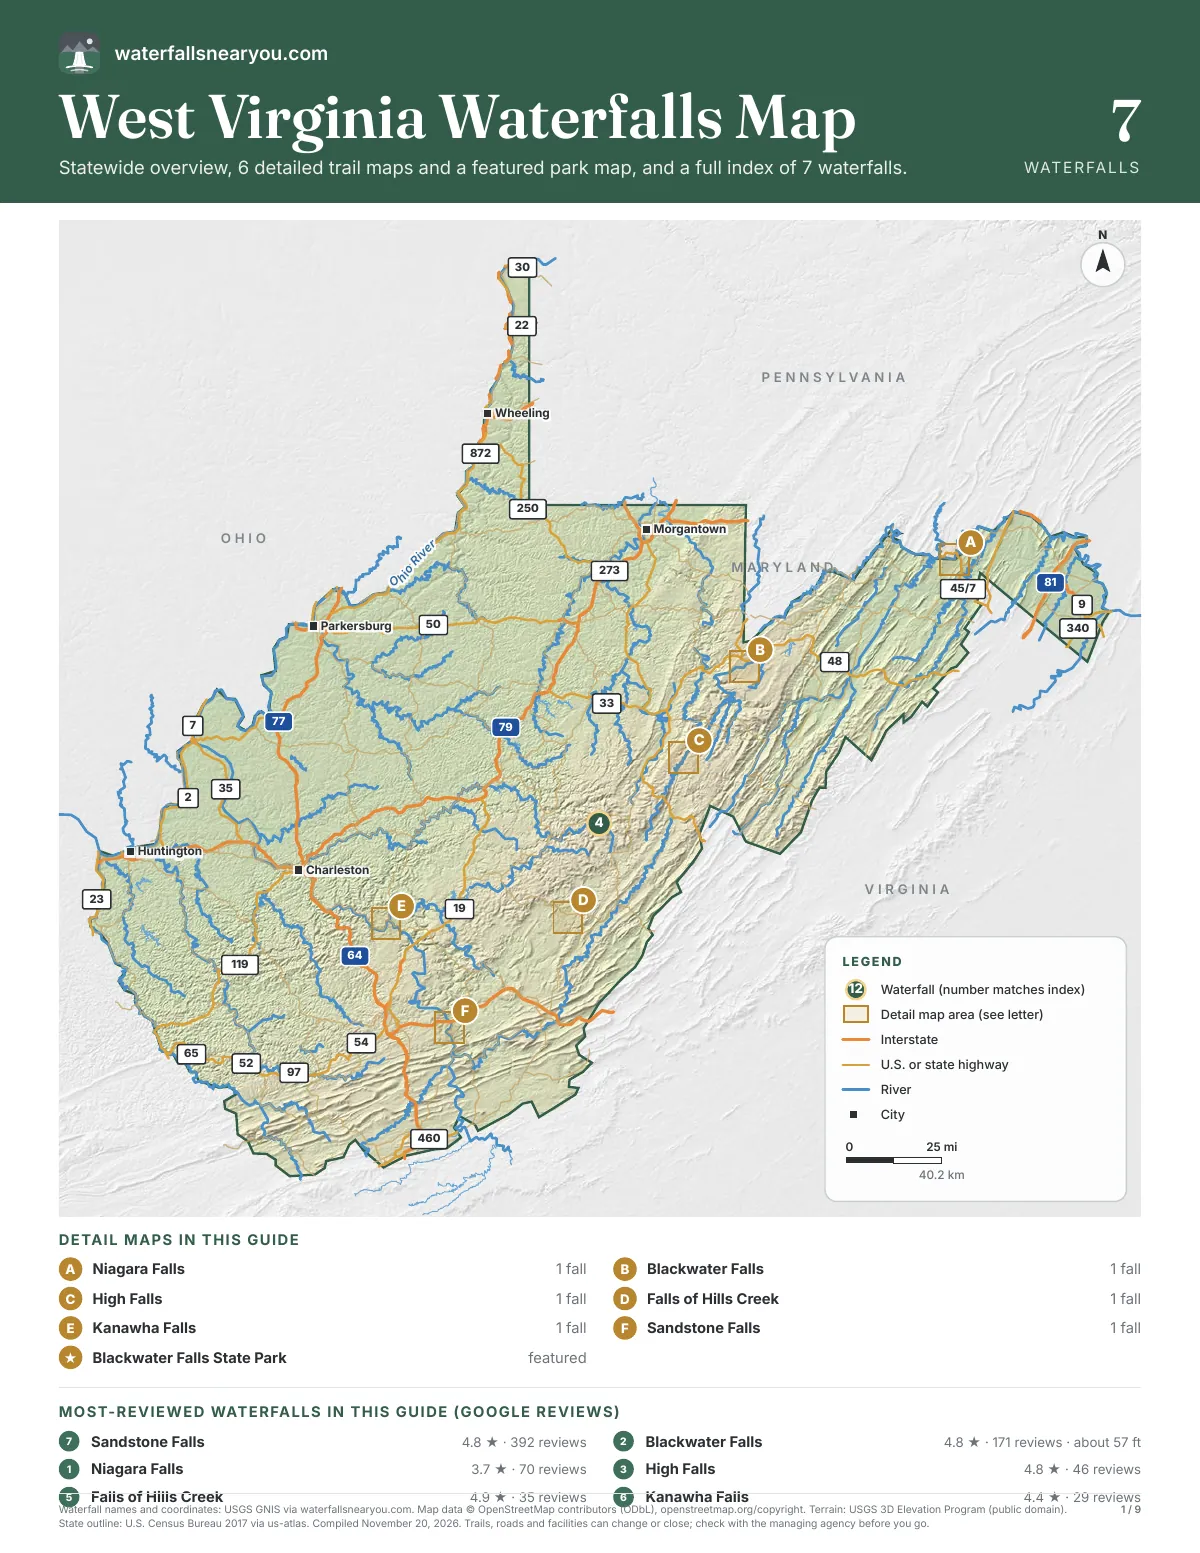 waterfallsnearyou.com
West Virginia Waterfalls Map
7
Statewide overview, 6 detailed trail maps and a featured park map, and a full index of 7 waterfalls.
WATERFALLS
N
30
22
PENNSYLVANIA
Wheeling
872
250
Morgantown
OHIO
Ohio River
273
MARYLAND
A
81
45/7
9
340
50
Parkersburg
B
48
33
7
77
79
C
35
2
4
Huntington
Charleston
23
E
19
D
VIRGINIA
64
119
F
54
65
52
97
460
LEGEND
12 Waterfall (number matches index)
Detail map area (see letter)
Interstate
U.S. or state highway
River
City
0 25 mi
40.2 km
DETAIL MAPS IN THIS GUIDE
A Niagara Falls 1 fall
B Blackwater Falls 1 fall
C High Falls 1 fall
D Falls of Hills Creek 1 fall
E Kanawha Falls 1 fall
F Sandstone Falls 1 fall
★ Blackwater Falls State Park featured
MOST-REVIEWED WATERFALLS IN THIS GUIDE (GOOGLE REVIEWS)
7 Sandstone Falls 4.8 ★ · 392 reviews
2 Blackwater Falls 4.8 ★ · 171 reviews · about 57 ft
1 Niagara Falls 3.7 ★ · 70 reviews
3 High Falls 4.8 ★ · 46 reviews
5 Falls of Hills Creek 4.9 ★ · 35 reviews
6 Kanawha Falls 4.4 ★ · 29 reviews
Waterfall names and coordinates: USGS GNIS via waterfallsnearyou.com. Map data © OpenStreetMap contributors (ODbL), openstreetmap.org/copyright. Terrain: USGS 3D Elevation Program (public domain).
1 / 9
State outline: U.S. Census Bureau 2017 via us-atlas. Compiled November 20, 2026. Trails, roads and facilities can change or close; check with the managing agency before you go.